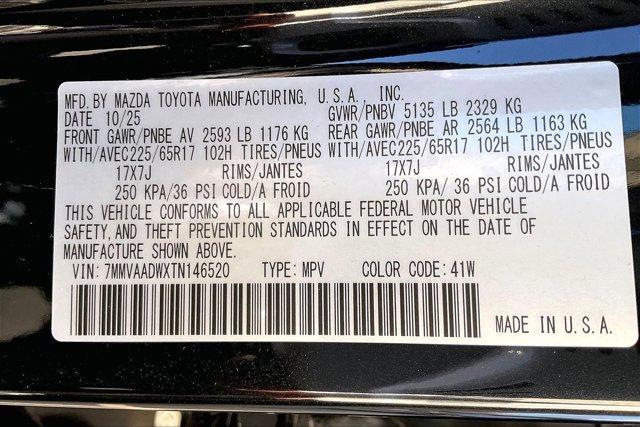 MFD.BY MAZDA TOYOTA MANUFACTURING, U.S.A., INC.
DATE 10/25 GVWR/PNBV 5135 LB 2329 KG
FRONT GAWR/PNBE AV 2593 LB 1176 KG REAR GAWR/PNBE AR 2564 LB 1163 KG
WITH/AVEC225/65R17 102H TIRES/PNEUS WITH/AVEC225/65R17 102H TIRES/PNEUS
17X7J RIMS/JANTES 17X7J RIMS/JANTES
250 KPA/36 PSI COLD/A FROID 250 KPA/ 36 PSI COLD/A FROID
THIS VEHICLE CONFORMS TO ALL APPLICABLE FEDERAL MOTOR VEHICLE
SAFETY, AND THEFT PREVENTION STANDARDS IN EFFECT ON THE DATE OF
MANUFACTURE SHOWN ABOVE.
VIN: 7MMVAADWXTN146520 TYPE: MPV COLOR CODE: 41W
MADE IN U.S.A.